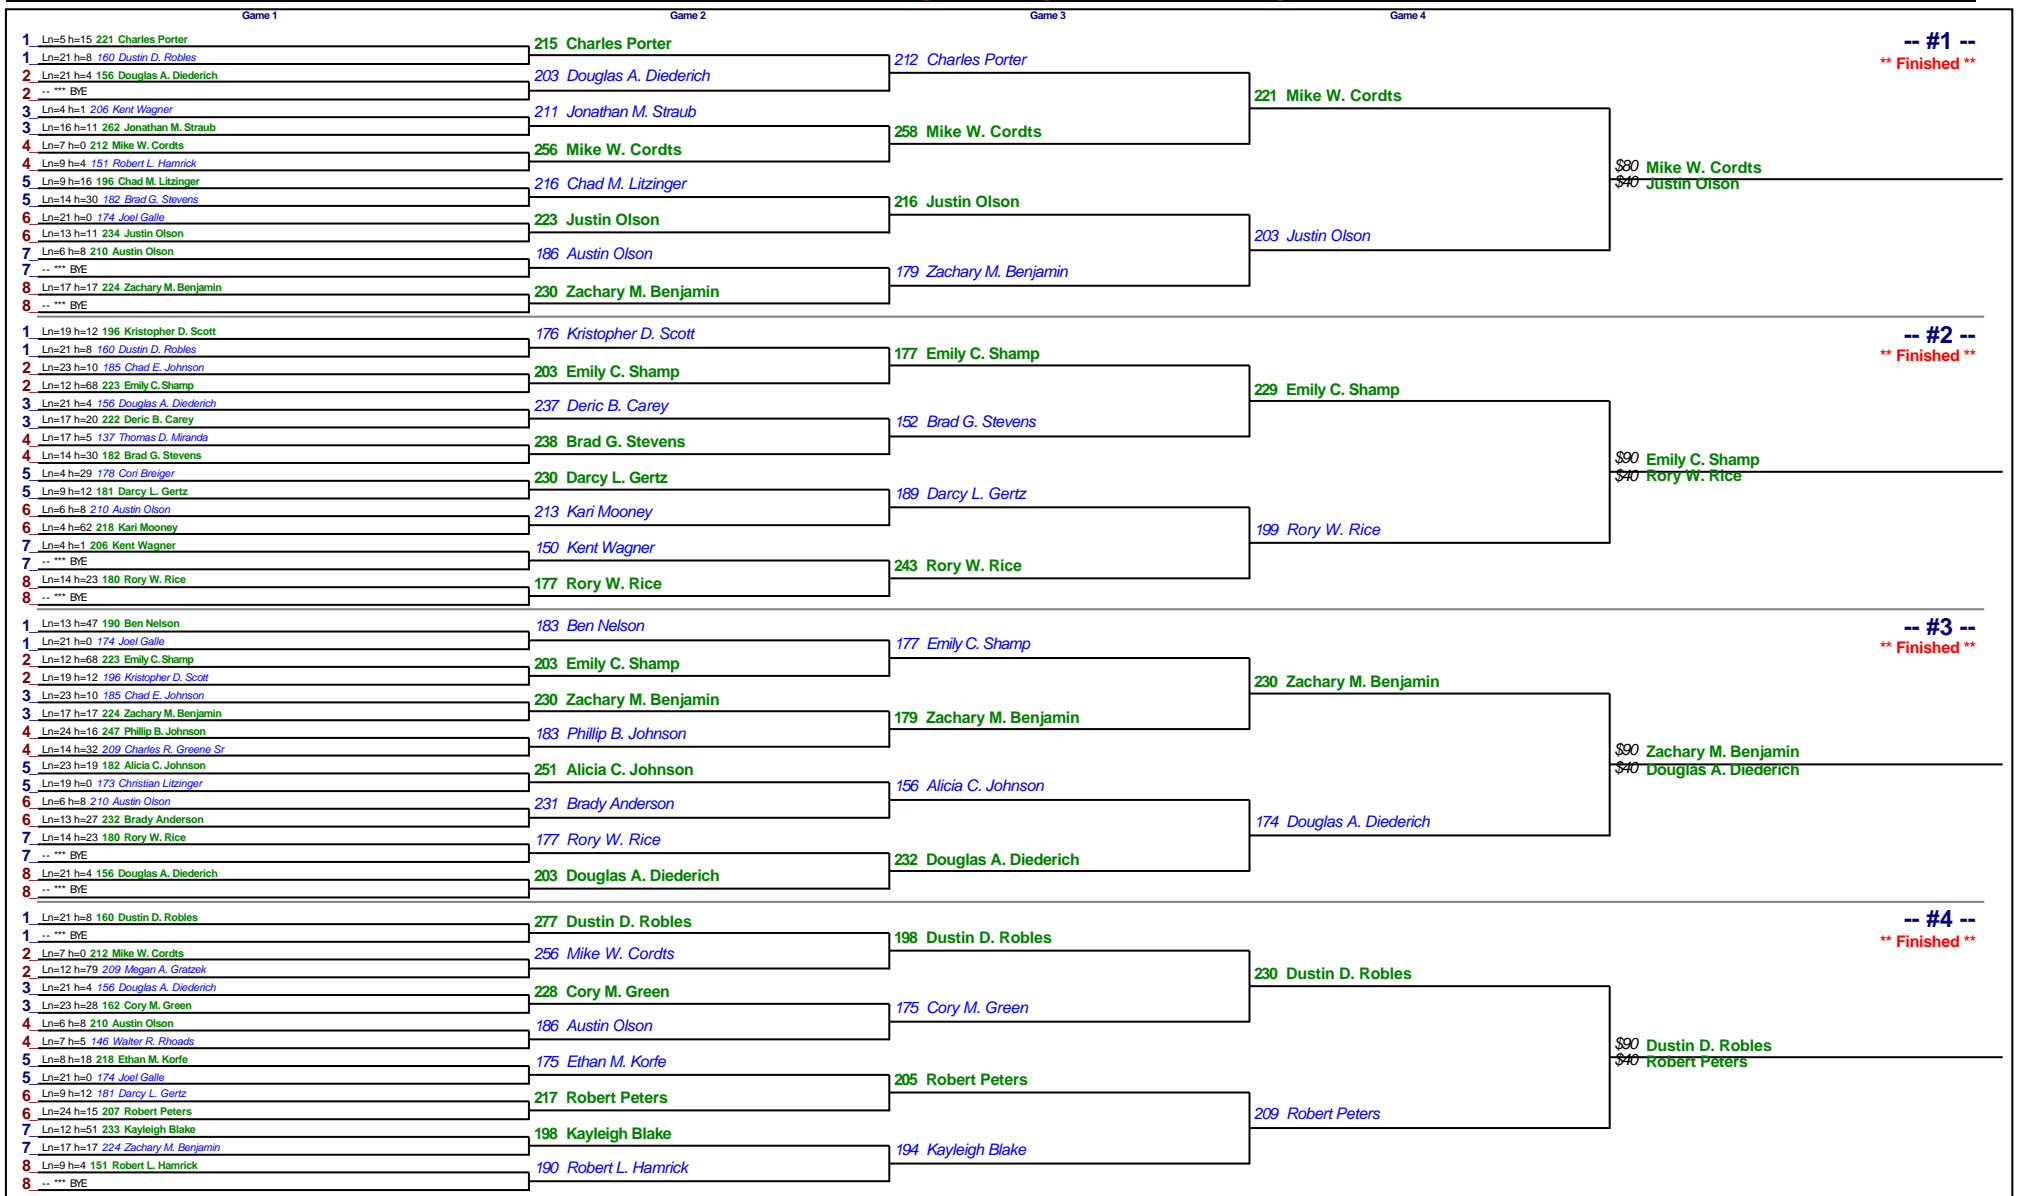 Game 1 Game 2 Game 3 Game 4
-- #1 --
** Finished **
1 Ln=5 h=15 221 Charles Porter
1 Ln=21 h=8 160 Dustin D. Robles
2 Ln=21 h=4 156 Douglas A. Diederich
2 -- *** BYE
3 Ln=4 h=1 206 Kent Wagner
3 Ln=16 h=11 262 Jonathan M. Straub
4 Ln=7 h=0 212 Mike W. Cordts
4 Ln=9 h=4 151 Robert L. Hamrick
5 Ln=9 h=16 196 Chad M. Litzinger
5 Ln=14 h=30 182 Brad G. Stevens
6 Ln=21 h=0 174 Joel Galle
6 Ln=13 h=11 234 Justin Olson
7 Ln=6 h=8 210 Austin Olson
7 -- *** BYE
8 Ln=17 h=17 224 Zachary M. Benjamin
8 -- *** BYE
215 Charles Porter
203 Douglas A. Diederich
211 Jonathan M. Straub
256 Mike W. Cordts
216 Chad M. Litzinger
223 Justin Olson
186 Austin Olson
230 Zachary M. Benjamin
212 Charles Porter
258 Mike W. Cordts
216 Justin Olson
179 Zachary M. Benjamin
221 Mike W. Cordts
203 Justin Olson
$80 Mike W. Cordts
$40 Justin Olson
-- #2 --
** Finished **
1 Ln=19 h=12 196 Kristopher D. Scott
1 Ln=21 h=8 160 Dustin D. Robles
2 Ln=23 h=10 185 Chad E. Johnson
2 Ln=12 h=68 223 Emily C. Shamp
3 Ln=21 h=4 156 Douglas A. Diederich
3 Ln=17 h=20 222 Deric B. Carey
4 Ln=17 h=5 137 Thomas D. Miranda
4 Ln=14 h=30 182 Brad G. Stevens
5 Ln=4 h=29 178 Cori Breiger
5 Ln=9 h=12 181 Darcy L. Gertz
6 Ln=6 h=8 210 Austin Olson
6 Ln=4 h=62 218 Kari Mooney
7 Ln=4 h=1 206 Kent Wagner
7 -- *** BYE
8 Ln=14 h=23 180 Rory W. Rice
8 -- *** BYE
176 Kristopher D. Scott
203 Emily C. Shamp
237 Deric B. Carey
238 Brad G. Stevens
230 Darcy L. Gertz
213 Kari Mooney
150 Kent Wagner
177 Rory W. Rice
177 Emily C. Shamp
152 Brad G. Stevens
189 Darcy L. Gertz
243 Rory W. Rice
229 Emily C. Shamp
199 Rory W. Rice
$90 Emily C. Shamp
$40 Rory W. Rice
-- #3 --
** Finished **
1 Ln=13 h=47 190 Ben Nelson
1 Ln=21 h=0 174 Joel Galle
2 Ln=12 h=68 223 Emily C. Shamp
2 Ln=19 h=12 196 Kristopher D. Scott
3 Ln=23 h=10 185 Chad E. Johnson
3 Ln=17 h=17 224 Zachary M. Benjamin
4 Ln=24 h=16 247 Phillip B. Johnson
4 Ln=14 h=32 209 Charles R. Greene Sr
5 Ln=23 h=19 182 Alicia C. Johnson
5 Ln=19 h=0 173 Christian Litzinger
6 Ln=6 h=8 210 Austin Olson
6 Ln=13 h=27 232 Brady Anderson
7 Ln=14 h=23 180 Rory W. Rice
7 -- *** BYE
8 Ln=21 h=4 156 Douglas A. Diederich
8 -- *** BYE
183 Ben Nelson
203 Emily C. Shamp
230 Zachary M. Benjamin
183 Phillip B. Johnson
251 Alicia C. Johnson
231 Brady Anderson
177 Rory W. Rice
203 Douglas A. Diederich
177 Emily C. Shamp
179 Zachary M. Benjamin
156 Alicia C. Johnson
232 Douglas A. Diederich
230 Zachary M. Benjamin
174 Douglas A. Diederich
$90 Zachary M. Benjamin
$40 Douglas A. Diederich
-- #4 --
** Finished **
1 Ln=21 h=8 160 Dustin D. Robles
1 -- *** BYE
2 Ln=7 h=0 212 Mike W. Cordts
2 Ln=12 h=79 209 Megan A. Gratzek
3 Ln=21 h=4 156 Douglas A. Diederich
3 Ln=23 h=28 162 Cory M. Green
4 Ln=6 h=8 210 Austin Olson
4 Ln=7 h=5 146 Walter R. Rhoads
5 Ln=8 h=18 218 Ethan M. Korfe
5 Ln=21 h=0 174 Joel Galle
6 Ln=9 h=12 181 Darcy L. Gertz
6 Ln=24 h=15 207 Robert Peters
7 Ln=12 h=51 233 Kayleigh Blake
7 Ln=17 h=17 224 Zachary M. Benjamin
8 Ln=9 h=4 151 Robert L. Hamrick
8 -- *** BYE
277 Dustin D. Robles
256 Mike W. Cordts
228 Cory M. Green
186 Austin Olson
175 Ethan M. Korfe
217 Robert Peters
198 Kayleigh Blake
190 Robert L. Hamrick
198 Dustin D. Robles
175 Cory M. Green
205 Robert Peters
194 Kayleigh Blake
230 Dustin D. Robles
209 Robert Peters
$90 Dustin D. Robles
$40 Robert Peters